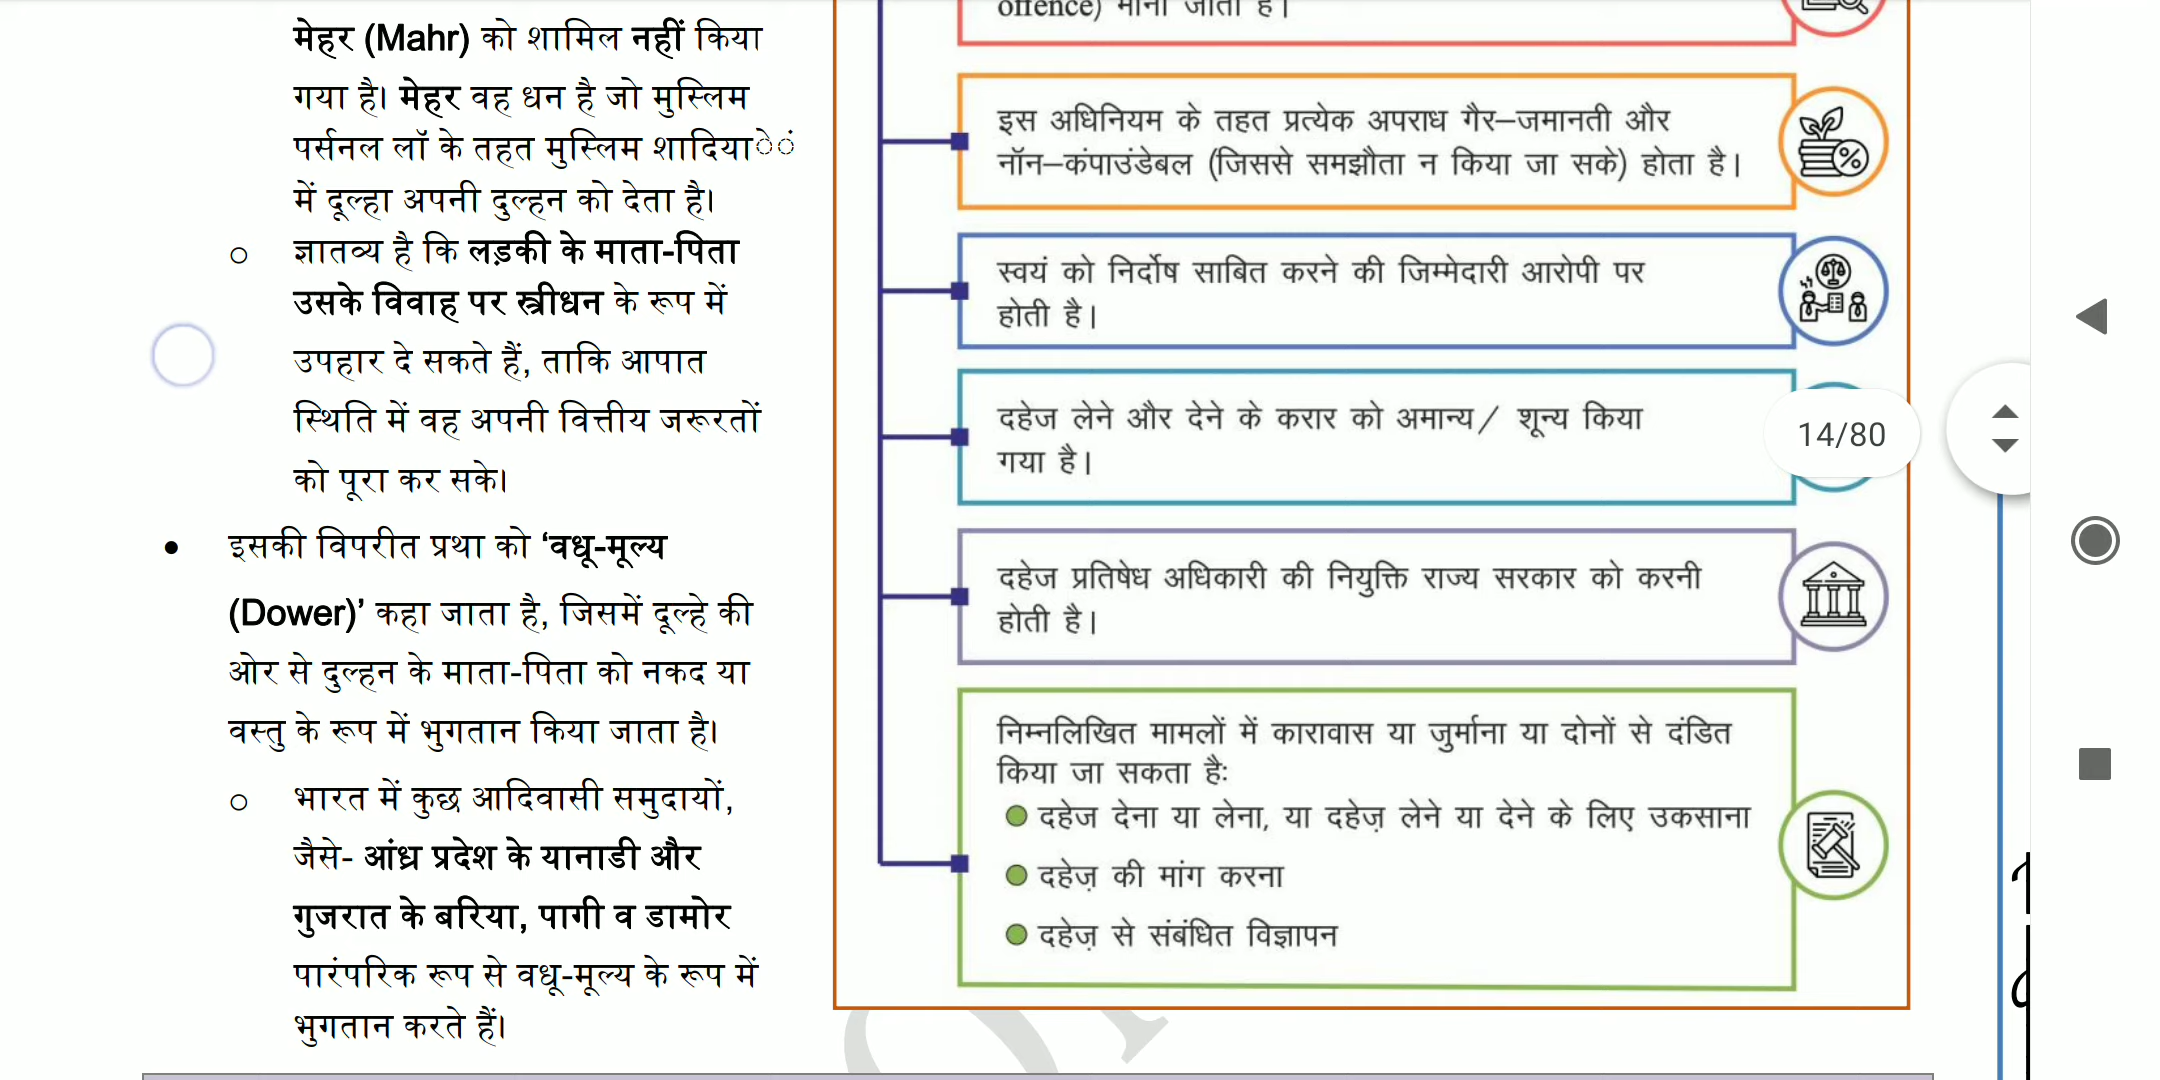 मेहर (Mahr) को शामिल नहीं किया
गया है। मेहर वह धन है जो मुस्लिम
पर्सनल लॉ के तहत मुस्लिम शादियाेें
में दूल्हा अपनी दुल्हन को देता है।
○ ज्ञातव्य है कि लड़की के माता-पिता
उसके विवाह पर स्त्रीधन के रूप में
उपहार दे सकते हैं, ताकि आपात
स्थिति में वह अपनी वित्तीय जरूरतों
को पूरा कर सके।
• इसकी विपरीत प्रथा को ‘वधू-मूल्य
(Dower)’ कहा जाता है, जिसमें दूल्हे की
ओर से दुल्हन के माता-पिता को नकद या
वस्तु के रूप में भुगतान किया जाता है।
○ भारत में कुछ आदिवासी समुदायों,
जैसे- आंध्र प्रदेश के यानाडी और
गुजरात के बरिया, पागी व डामोर
पारंपरिक रूप से वधू-मूल्य के रूप में
भुगतान करते हैं।
offence) माना जाता है।
इस अधिनियम के तहत प्रत्येक अपराध गैर–जमानती और
नॉन–कंपाउंडेबल (जिससे समझौता न किया जा सके) होता है।
स्वयं को निर्दोष साबित करने की जिम्मेदारी आरोपी पर
होती है।
दहेज लेने और देने के करार को अमान्य/ शून्य किया
गया है।
14/80
दहेज प्रतिषेध अधिकारी की नियुक्ति राज्य सरकार को करनी
होती है।
निम्नलिखित मामलों में कारावास या जुर्माना या दोनों से दंडित
किया जा सकता है:
दहेज देना या लेना, या दहेज़ लेने या देने के लिए उकसाना
दहेज़ की मांग करना
दहेज़ से संबंधित विज्ञापन